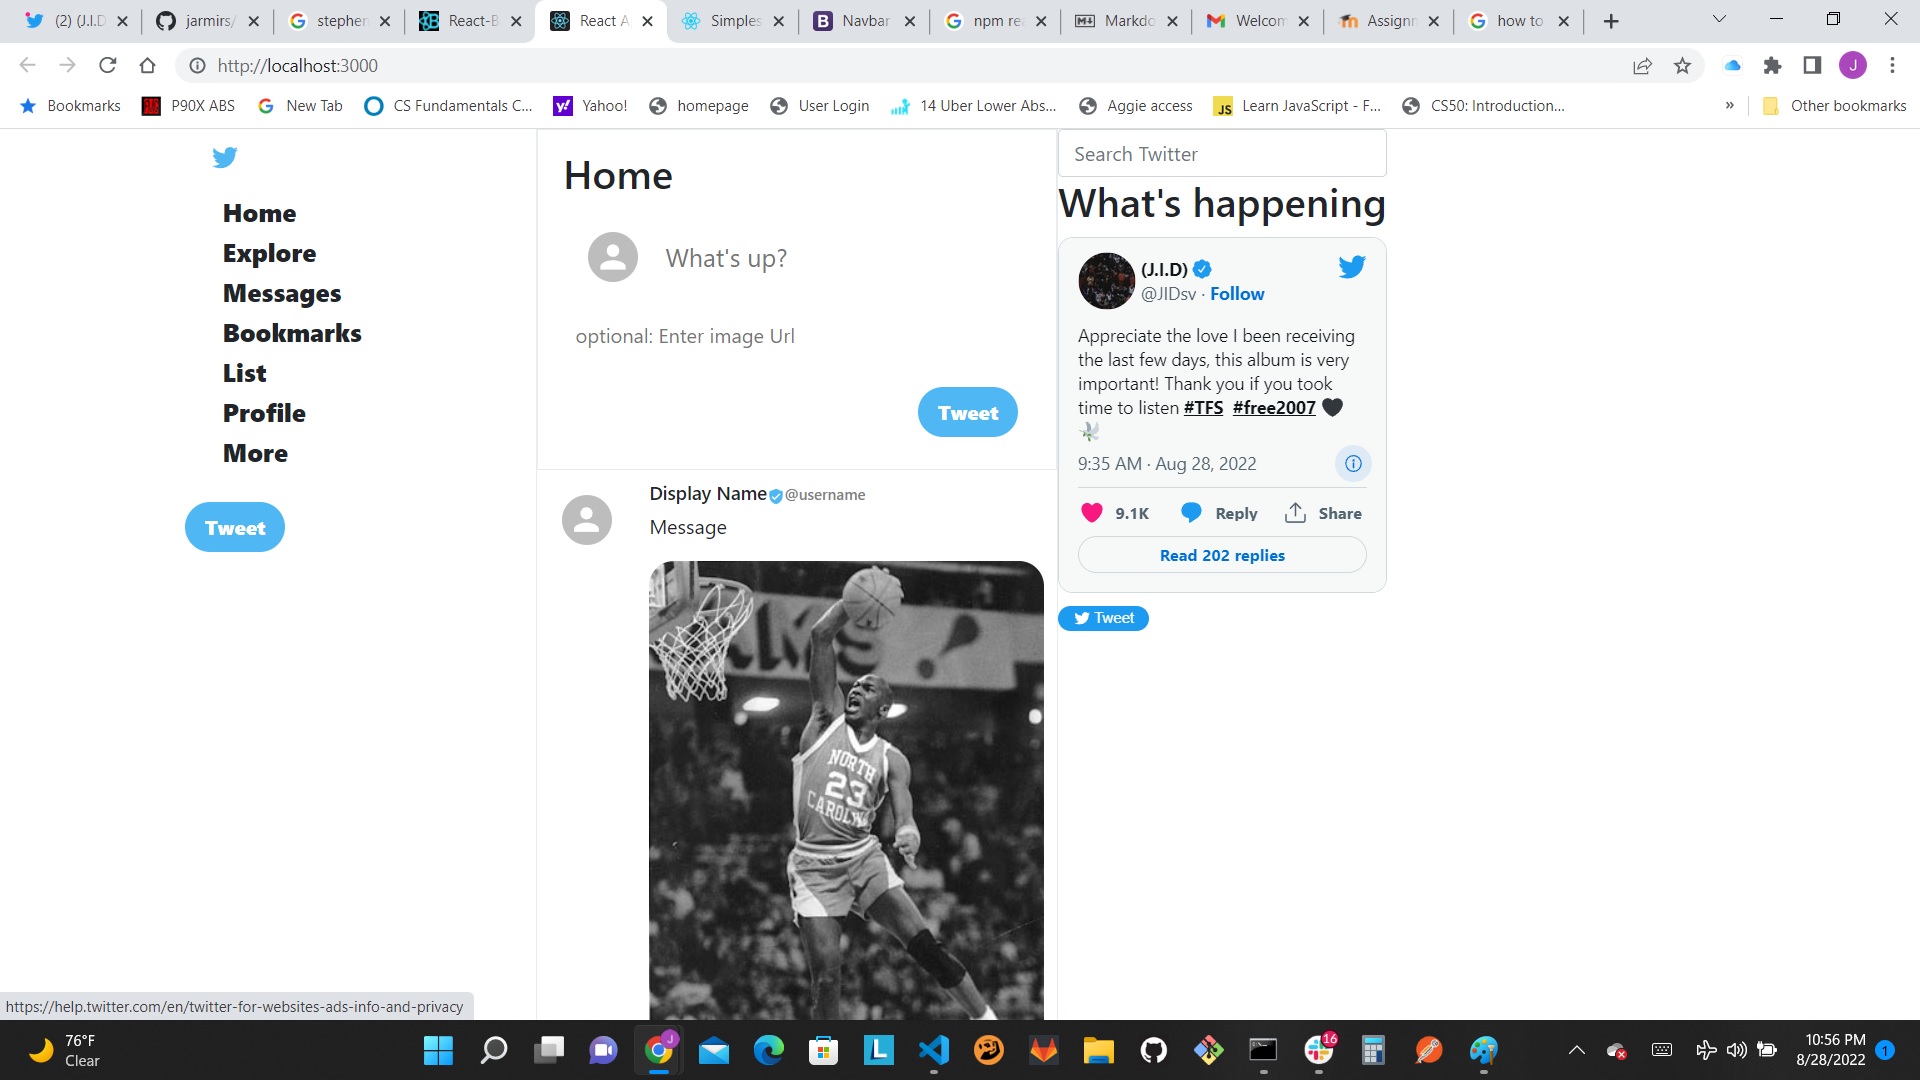 (2) (J.I.D
jarmirs/
stephen
React-B
React A
Simples
Navbar
npm rea
Markdo
Welcom
Assignm
how to
http://localhost:3000
J
Bookmarks
P90X ABS
New Tab
CS Fundamentals C...
Yahoo!
homepage
User Login
14 Uber Lower Abs...
Aggie access
Learn JavaScript - F...
CS50: Introduction...
»
Other bookmarks
Home
Explore
Messages
Bookmarks
List
Profile
More
Tweet
Home
What's up?
optional: Enter image Url
Tweet
Display Name @username
Message
NORTH
23
CAROLINA
Search Twitter
What's happening
(J.I.D)
@JIDsv · Follow
Appreciate the love I been receiving
the last few days, this album is very
important! Thank you if you took
time to listen #TFS #free2007 🖤
🕊
9:35 AM · Aug 28, 2022
9.1K Reply Share
Read 202 replies
Tweet
https://help.twitter.com/en/twitter-for-websites-ads-info-and-privacy
76°F
Clear
J
L
16
10:56 PM
8/28/2022
1